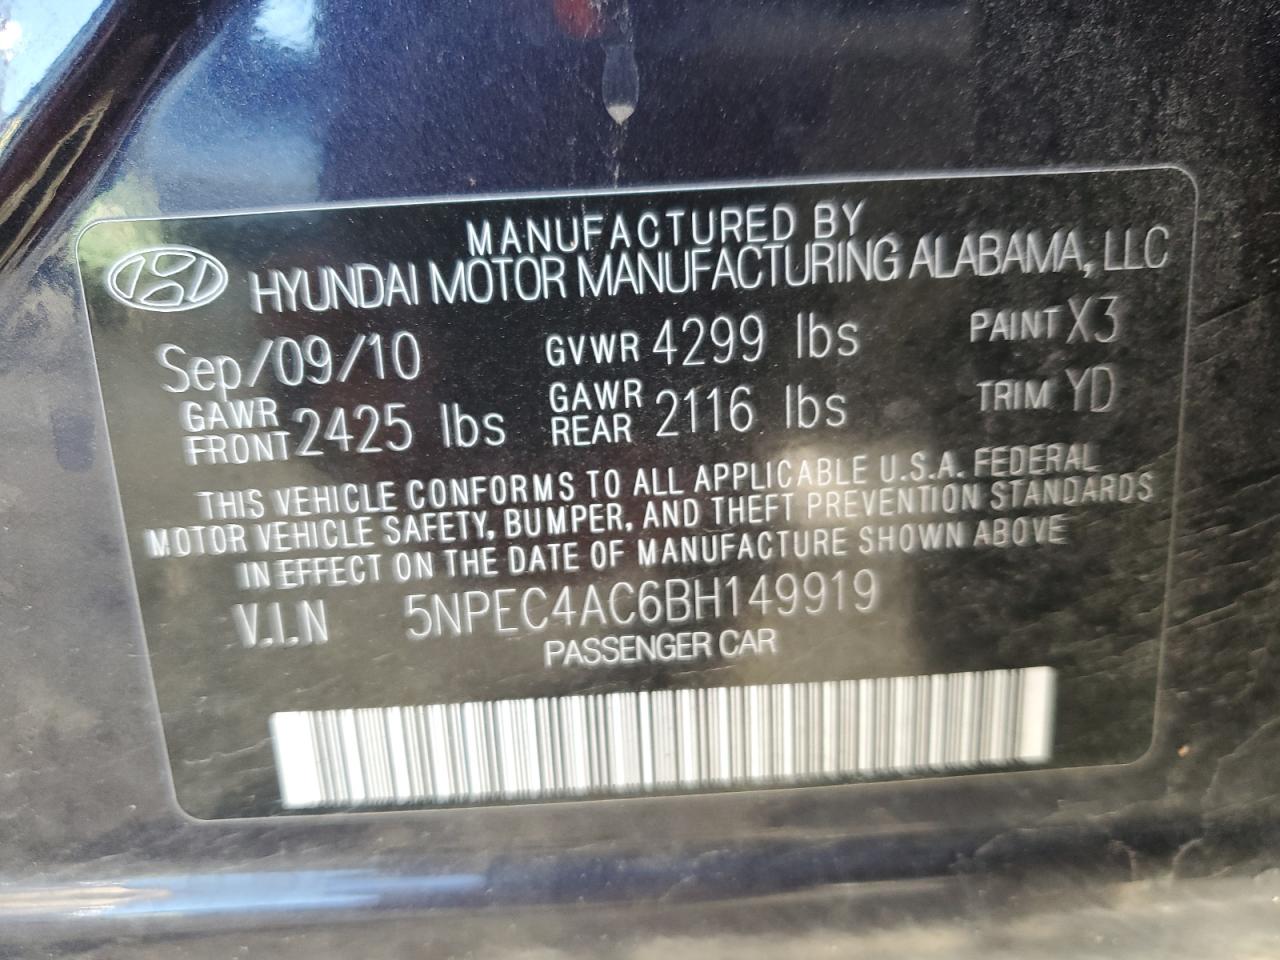 MANUFACTURED BY
HYUNDAI MOTOR MANUFACTURING ALABAMA, LLC
Sep/09/10 GVWR 4299 lbs PAINT X3
GAWR FRONT 2425 lbs GAWR REAR 2116 lbs TRIM YD
THIS VEHICLE CONFORMS TO ALL APPLICABLE U.S.A. FEDERAL
MOTOR VEHICLE SAFETY, BUMPER, AND THEFT PREVENTION STANDARDS
IN EFFECT ON THE DATE OF MANUFACTURE SHOWN ABOVE
V.I.N 5NPEC4AC6BH149919
PASSENGER CAR